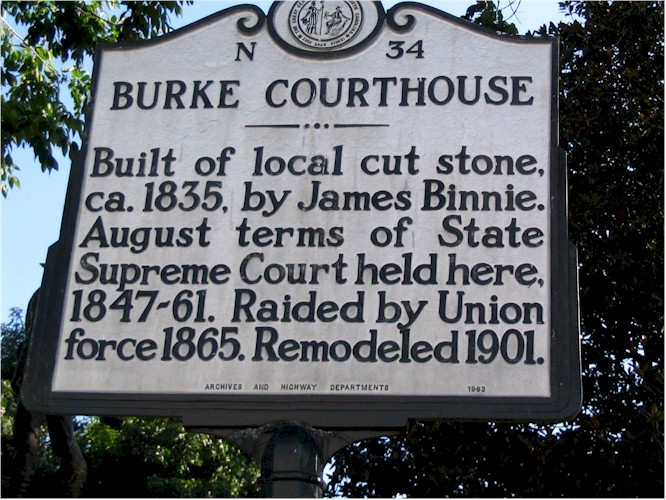 N 34
BURKE COURTHOUSE
Built of local cut stone,
ca. 1835, by James Binnie.
August terms of State
Supreme Court held here,
1847-61. Raided by Union
force 1865. Remodeled 1901.
ARCHIVES AND HIGHWAY DEPARTMENTS 1963